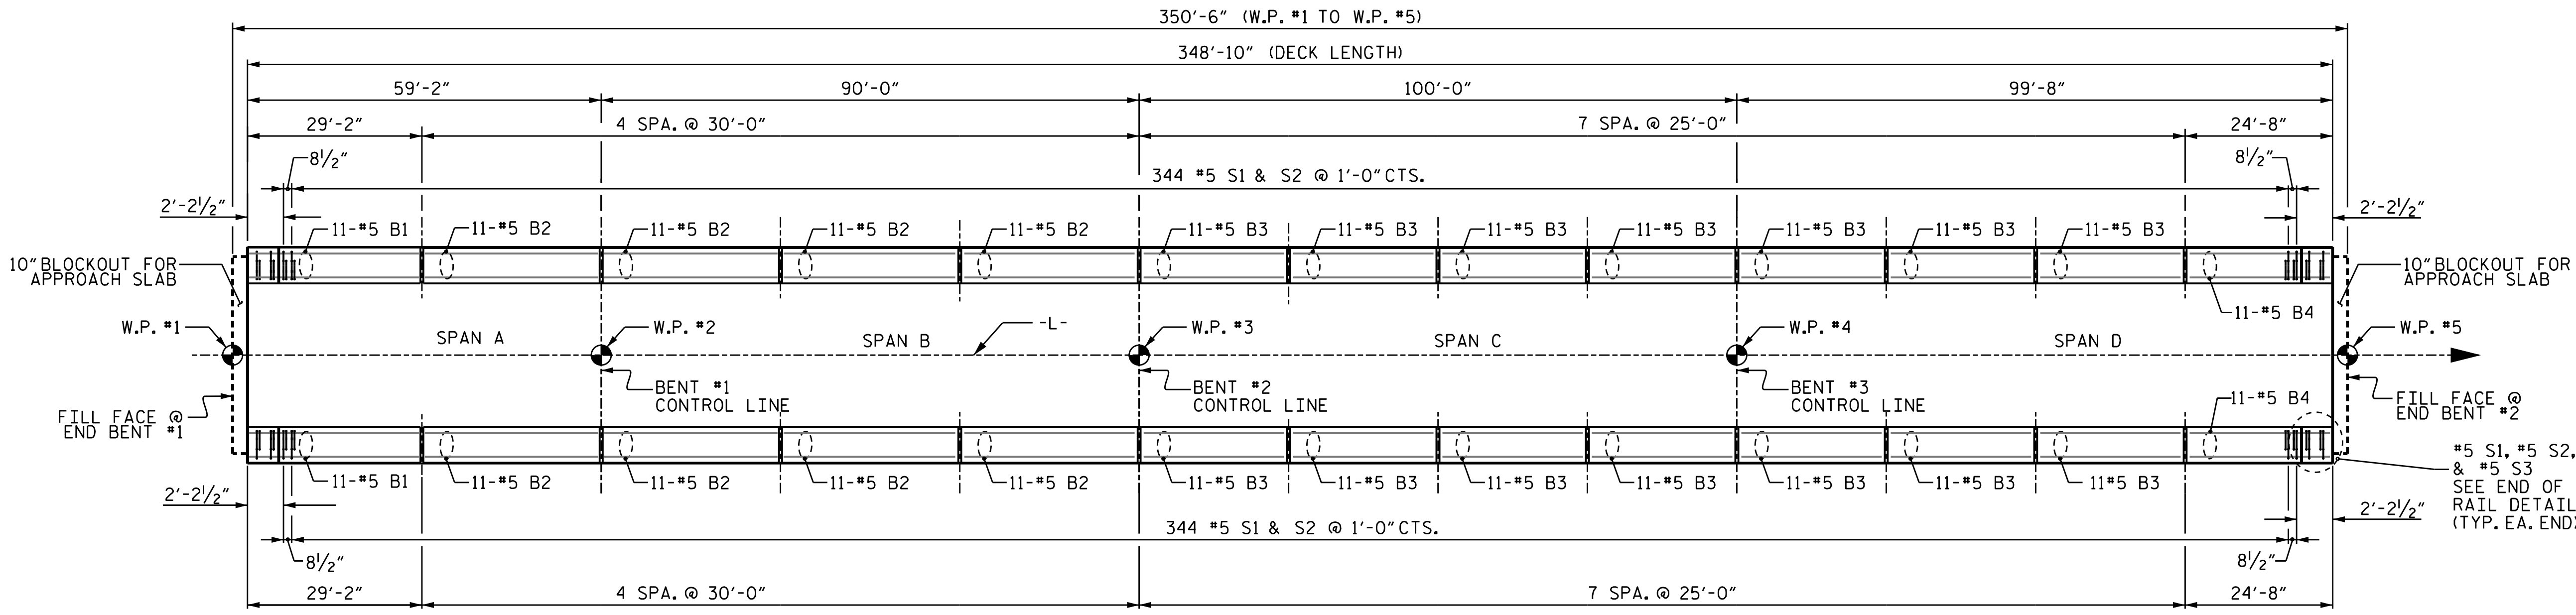 350'-6" (W.P. #1 TO W.P. #5)
348'-10" (DECK LENGTH)
59'-2"
90'-0"
100'-0"
99'-8"
29'-2"
4 SPA. @ 30'-0"
7 SPA. @ 25'-0"
24'-8"
8½"
344 #5 S1 & S2 @ 1'-0" CTS.
8½"
2'-2½"
2'-2½"
11-#5 B1
11-#5 B2
11-#5 B2
11-#5 B2
11-#5 B2
11-#5 B3
11-#5 B3
11-#5 B3
11-#5 B3
11-#5 B3
11-#5 B3
11-#5 B3
10" BLOCKOUT FOR
APPROACH SLAB
10" BLOCKOUT FOR
APPROACH SLAB
11-#5 B4
W.P. #1
SPAN A
W.P. #2
SPAN B
-L-
W.P. #3
SPAN C
W.P. #4
SPAN D
W.P. #5
BENT #1
CONTROL LINE
BENT #2
CONTROL LINE
BENT #3
CONTROL LINE
11-#5 B4
FILL FACE @
END BENT #1
FILL FACE @
END BENT #2
11-#5 B1
11-#5 B2
11-#5 B2
11-#5 B2
11-#5 B2
11-#5 B3
11-#5 B3
11-#5 B3
11-#5 B3
11-#5 B3
11-#5 B3
11#5 B3
#5 S1, #5 S2,
& #5 S3
SEE END OF
RAIL DETAIL
(TYP. EA. END)
2'-2½"
2'-2½"
344 #5 S1 & S2 @ 1'-0" CTS.
8½"
8½"
29'-2"
4 SPA. @ 30'-0"
7 SPA. @ 25'-0"
24'-8"